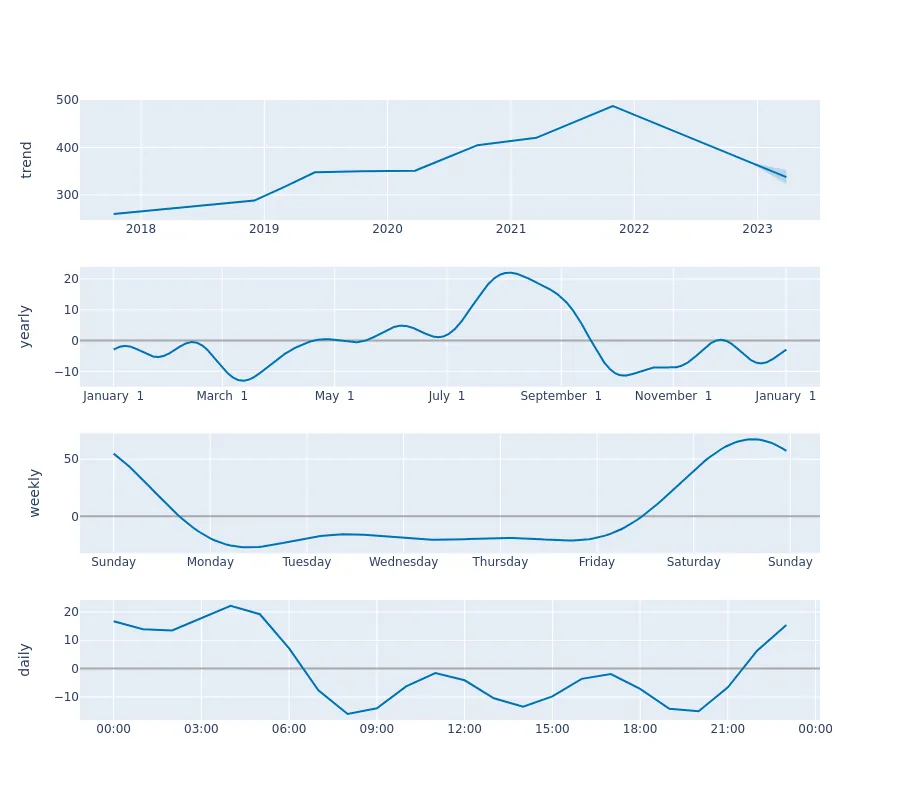 trend
500
400
300
2018 2019 2020 2021 2022 2023
yearly
20
10
0
−10
January 1 March 1 May 1 July 1 September 1 November 1 January 1
weekly
50
0
Sunday Monday Tuesday Wednesday Thursday Friday Saturday Sunday
daily
20
10
0
−10
00:00 03:00 06:00 09:00 12:00 15:00 18:00 21:00 00:00